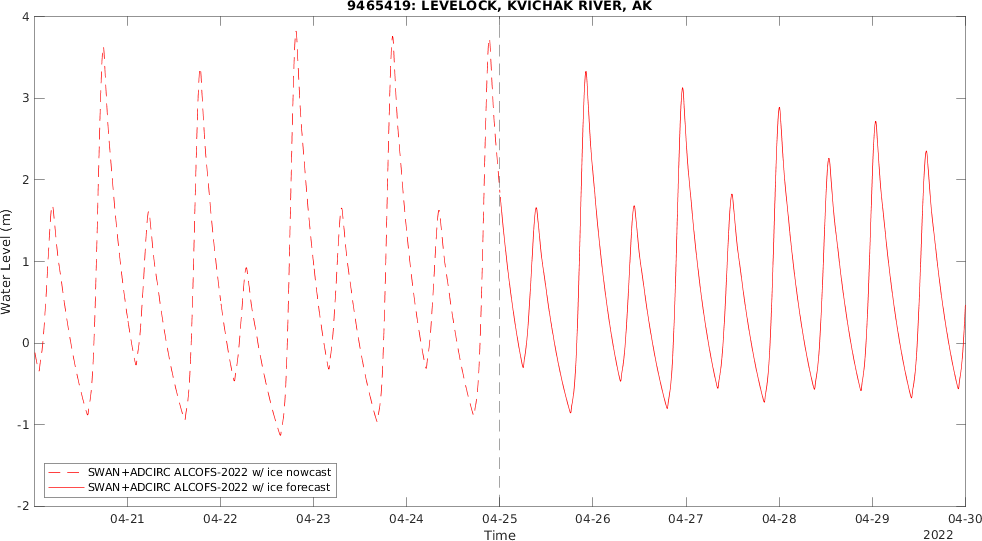 9465419: LEVELOCK, KVICHAK RIVER, AK
4
3
2
1
0
-1
-2
Water Level (m)
SWAN+ADCIRC ALCOFS-2022 w/ ice nowcast
SWAN+ADCIRC ALCOFS-2022 w/ ice forecast
04-21 04-22 04-23 04-24 04-25 04-26 04-27 04-28 04-29 04-30
Time
2022